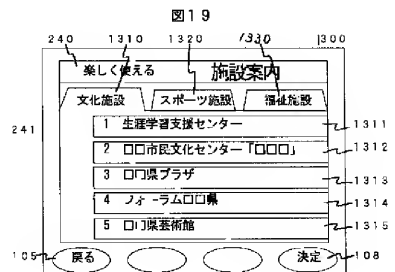 図19
240 1310 1320 1330 1300
楽しく使える 施設案内
文化施設 スポーツ施設 福祉施設
241
1 生涯学習支援センター 1311
2 □□市民文化センター「□□□」 1312
3 □□県プラザ 1313
4 フォーラム□□県 1314
5 □□県芸術館 1315
105 戻る 決定 108